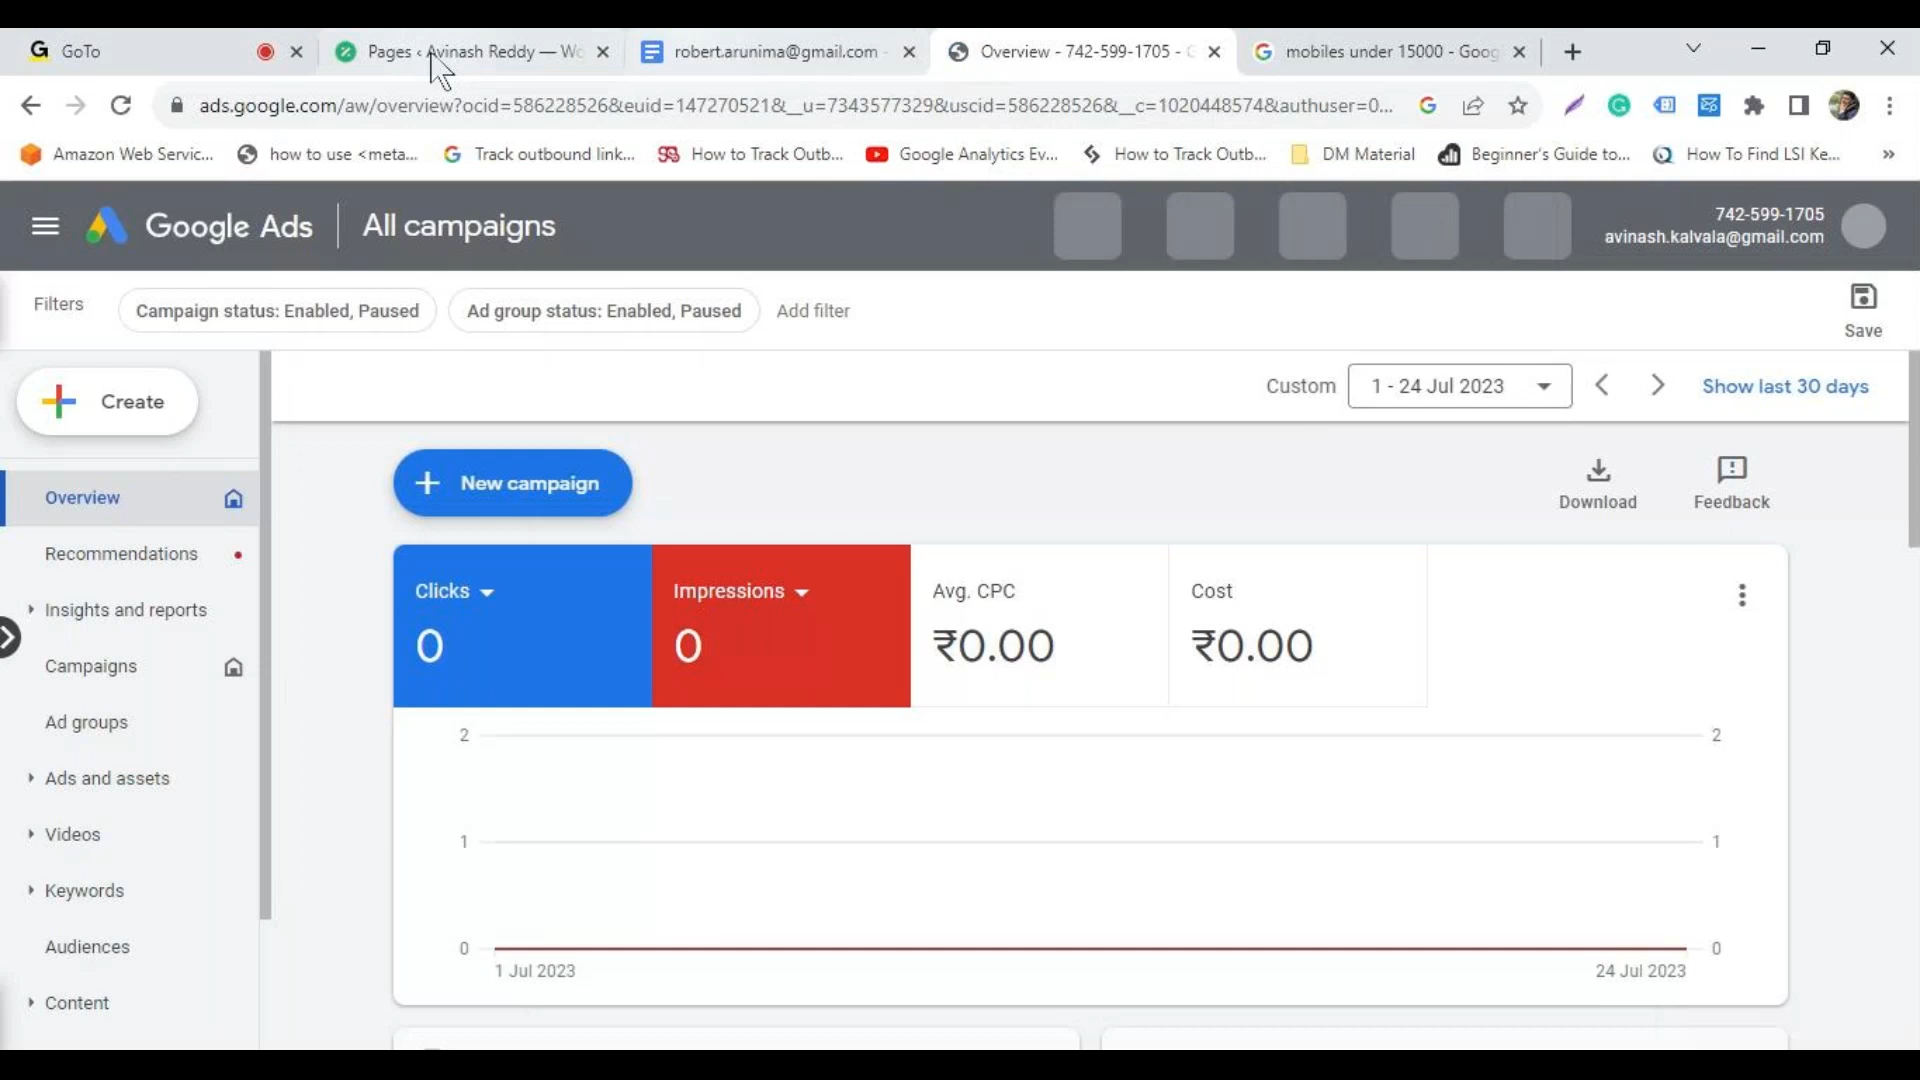 GoTo
Pages ‹ Avinash Reddy — Wo
robert.arunima@gmail.com -
Overview - 742-599-1705 - G
mobiles under 15000 - Goog
ads.google.com/aw/overview?ocid=586228526&euid=147270521&__u=7343577329&uscid=586228526&__c=1020448574&authuser=0...
Amazon Web Servic...
how to use <meta...
Track outbound link...
How to Track Outb...
Google Analytics Ev...
How to Track Outb...
DM Material
Beginner's Guide to...
How To Find LSI Ke...
»
Google Ads
All campaigns
742-599-1705
avinash.kalvala@gmail.com
Filters
Campaign status: Enabled, Paused
Ad group status: Enabled, Paused
Add filter
Save
Create
Custom
1 - 24 Jul 2023
Show last 30 days
New campaign
Download
Feedback
Overview
Recommendations
Insights and reports
Campaigns
Ad groups
Ads and assets
Videos
Keywords
Audiences
Content
Clicks
0
Impressions
0
Avg. CPC
₹0.00
Cost
₹0.00
2
2
1
1
0
0
1 Jul 2023
24 Jul 2023